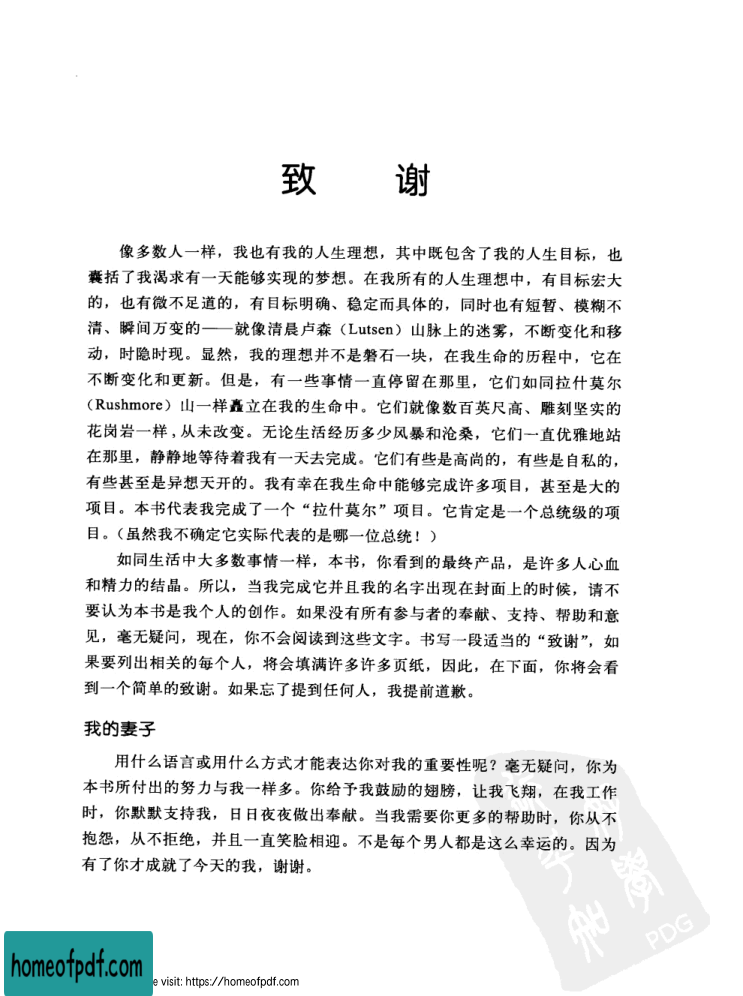 致 谢
像多数人一样，我也有我的人生理想，其中既包含了我的人生目标，也
囊括了我渴求有一天能够实现的梦想。在我所有的人生理想中，有目标宏大
的，也有微不足道的，有目标明确、稳定而具体的，同时也有短暂、模糊不
清、瞬间万变的——就像清晨卢森（Lutsen）山脉上的迷雾，不断变化和移
动，时隐时现。显然，我的理想并不是磐石一块，在我生命的历程中，它在
不断变化和更新。但是，有一些事情一直停留在那里，它们如同拉什莫尔
（Rushmore）山一样矗立在我的生命中。它们就像数百英尺高、雕刻坚实的
花岗岩一样，从未改变。无论生活经历多少风暴和沧桑，它们一直优雅地站
在那里，静静地等待着我有一天去完成。它们有些是高尚的，有些是自私的，
有些甚至是异想天开的。我有幸在我生命中能够完成许多项目，甚至是大的
项目。本书代表我完成了一个“拉什莫尔”项目。它肯定是一个总统级的项
目。（虽然我不确定它实际代表的是哪一位总统！）
如同生活中大多数事情一样，本书，你看到的最终产品，是许多人心血
和精力的结晶。所以，当我完成它并且我的名字出现在封面上的时候，请不
要认为本书是我个人的创作。如果没有所有参与者的奉献、支持、帮助和意
见，毫无疑问，现在，你不会阅读到这些文字。书写一段适当的“致谢”，如
果要列出相关的每个人，将会填满许多许多页纸，因此，在下面，你将会看
到一个简单的致谢。如果忘了提到任何人，我提前道歉。
我的妻子
用什么语言或用什么方式才能表达你对我的重要性呢？毫无疑问，你为
本书所付出的努力与我一样多。你给予我鼓励的翅膀，让我飞翔，在我工作
时，你默默支持我，日日夜夜做出奉献。当我需要你更多的帮助时，你从不
抱怨，从不拒绝，并且一直笑脸相迎。不是每个男人都是这么幸运的。因为
有了你才成就了今天的我，谢谢。
PDG
homeofpdf.com
e visit: https://homeofpdf.com